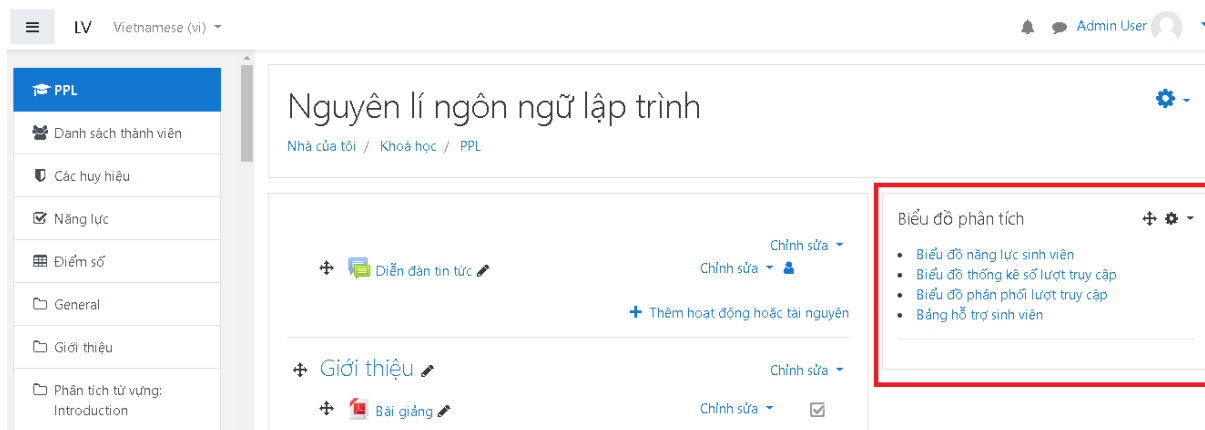 LV Vietnamese (vi) Admin User
PPL
Danh sách thành viên
Các huy hiệu
Năng lực
Điểm số
General
Giới thiệu
Phân tích từ vựng:
Introduction
Nguyên lí ngôn ngữ lập trình
Nhà của tôi / Khoá học / PPL
Chỉnh sửa
Diễn đàn tin tức Chỉnh sửa
Thêm hoạt động hoặc tài nguyên
Giới thiệu Chỉnh sửa
Bài giảng Chỉnh sửa
Biểu đồ phân tích
Biểu đồ năng lực sinh viên
Biểu đồ thống kê số lượt truy cập
Biểu đồ phân phối lượt truy cập
Bảng hỗ trợ sinh viên